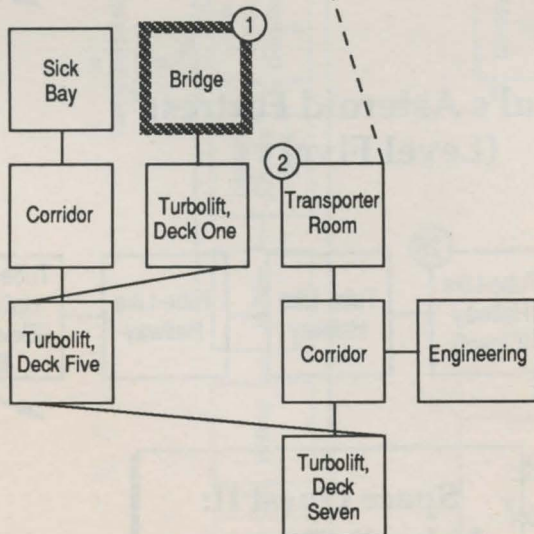 1
Sick
Bay
Bridge
2
Corridor
Turbolift,
Deck One
Transporter
Room
Turbolift,
Deck Five
Corridor
Engineering
Turbolift,
Deck
Seven